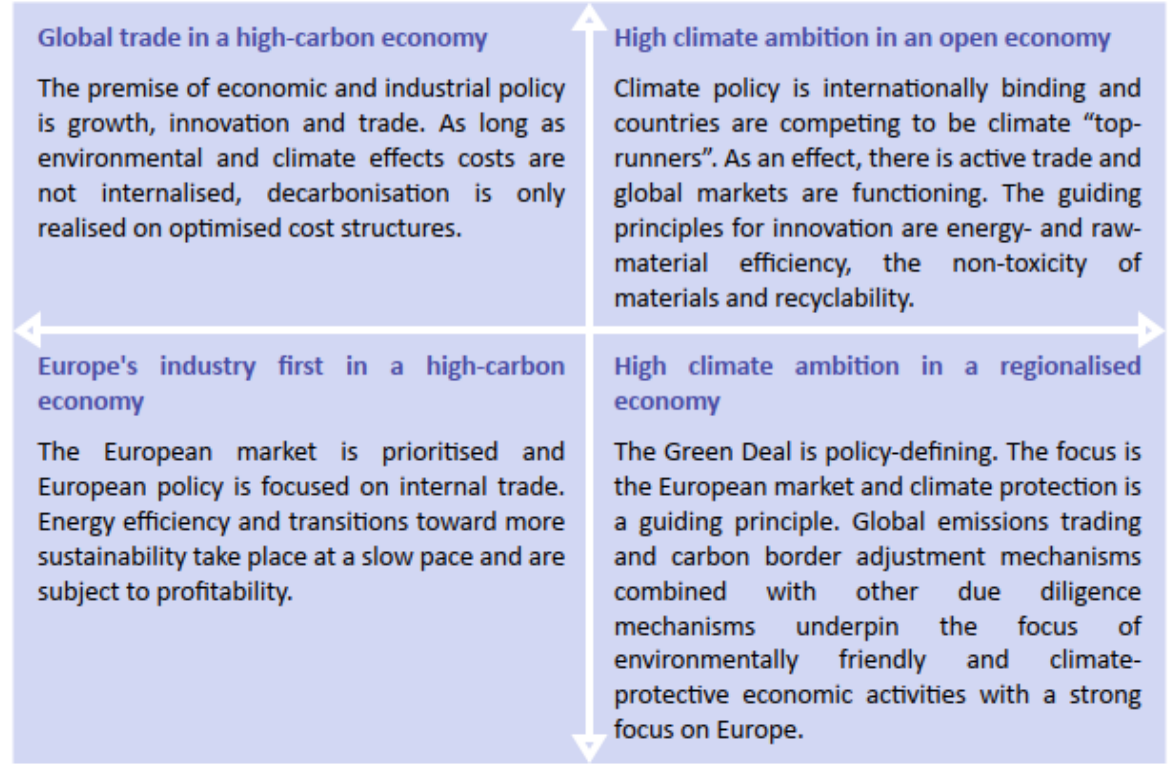 Global trade in a high-carbon economy
The premise of economic and industrial policy
is growth, innovation and trade. As long as
environmental and climate effects costs are
not internalised, decarbonisation is only
realised on optimised cost structures.
High climate ambition in an open economy
Climate policy is internationally binding and
countries are competing to be climate “top-
runners”. As an effect, there is active trade and
global markets are functioning. The guiding
principles for innovation are energy- and raw-
material efficiency, the non-toxicity of
materials and recyclability.
Europe's industry first in a high-carbon
economy
The European market is prioritised and
European policy is focused on internal trade.
Energy efficiency and transitions toward more
sustainability take place at a slow pace and are
subject to profitability.
High climate ambition in a regionalised
economy
The Green Deal is policy-defining. The focus is
the European market and climate protection is
a guiding principle. Global emissions trading
and carbon border adjustment mechanisms
combined with other due diligence
mechanisms underpin the focus of
environmentally friendly and climate-
protective economic activities with a strong
focus on Europe.